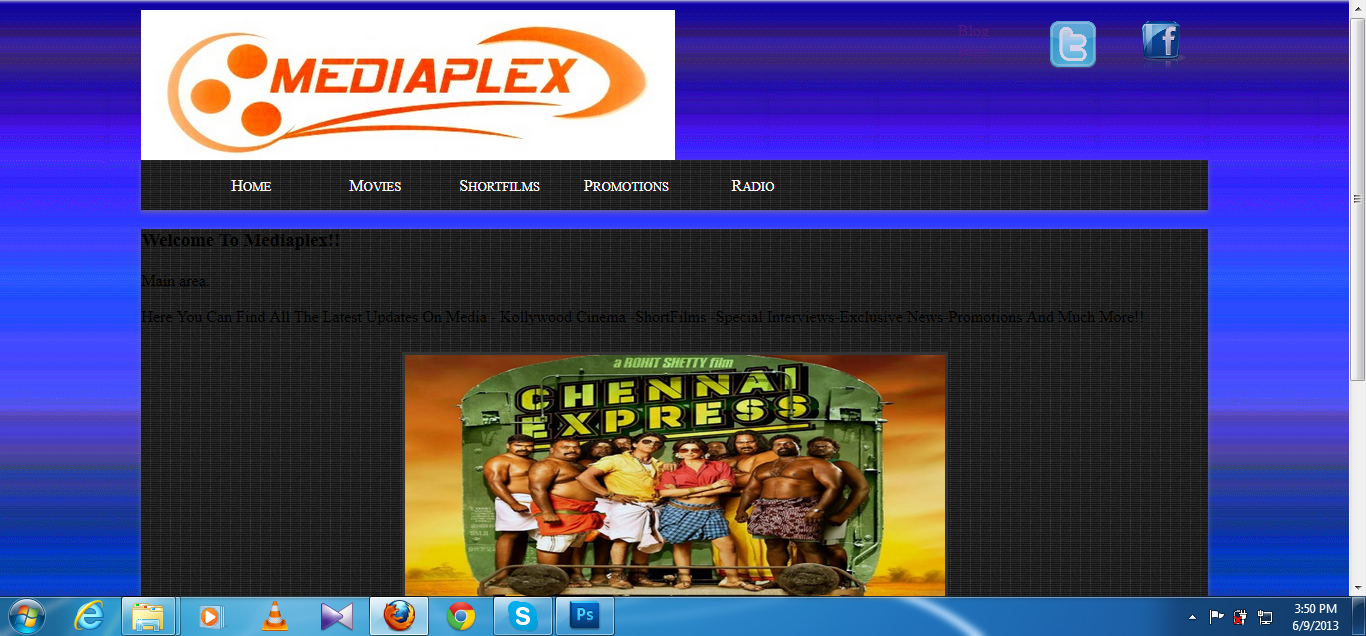 MEDIAPLEX
Blog
Home Movies Shortfilms Promotions Radio
Welcome To Mediaplex!!
Main area.
Here You Can Find All The Latest Updates On Media - Kollywood Cinema -ShortFilms -Special Interviews-Exclusive News-Promotions And Much More!!
a ROHIT SHETTY film
CHENNAI
EXPRESS
Ps
3:50 PM
6/9/2013